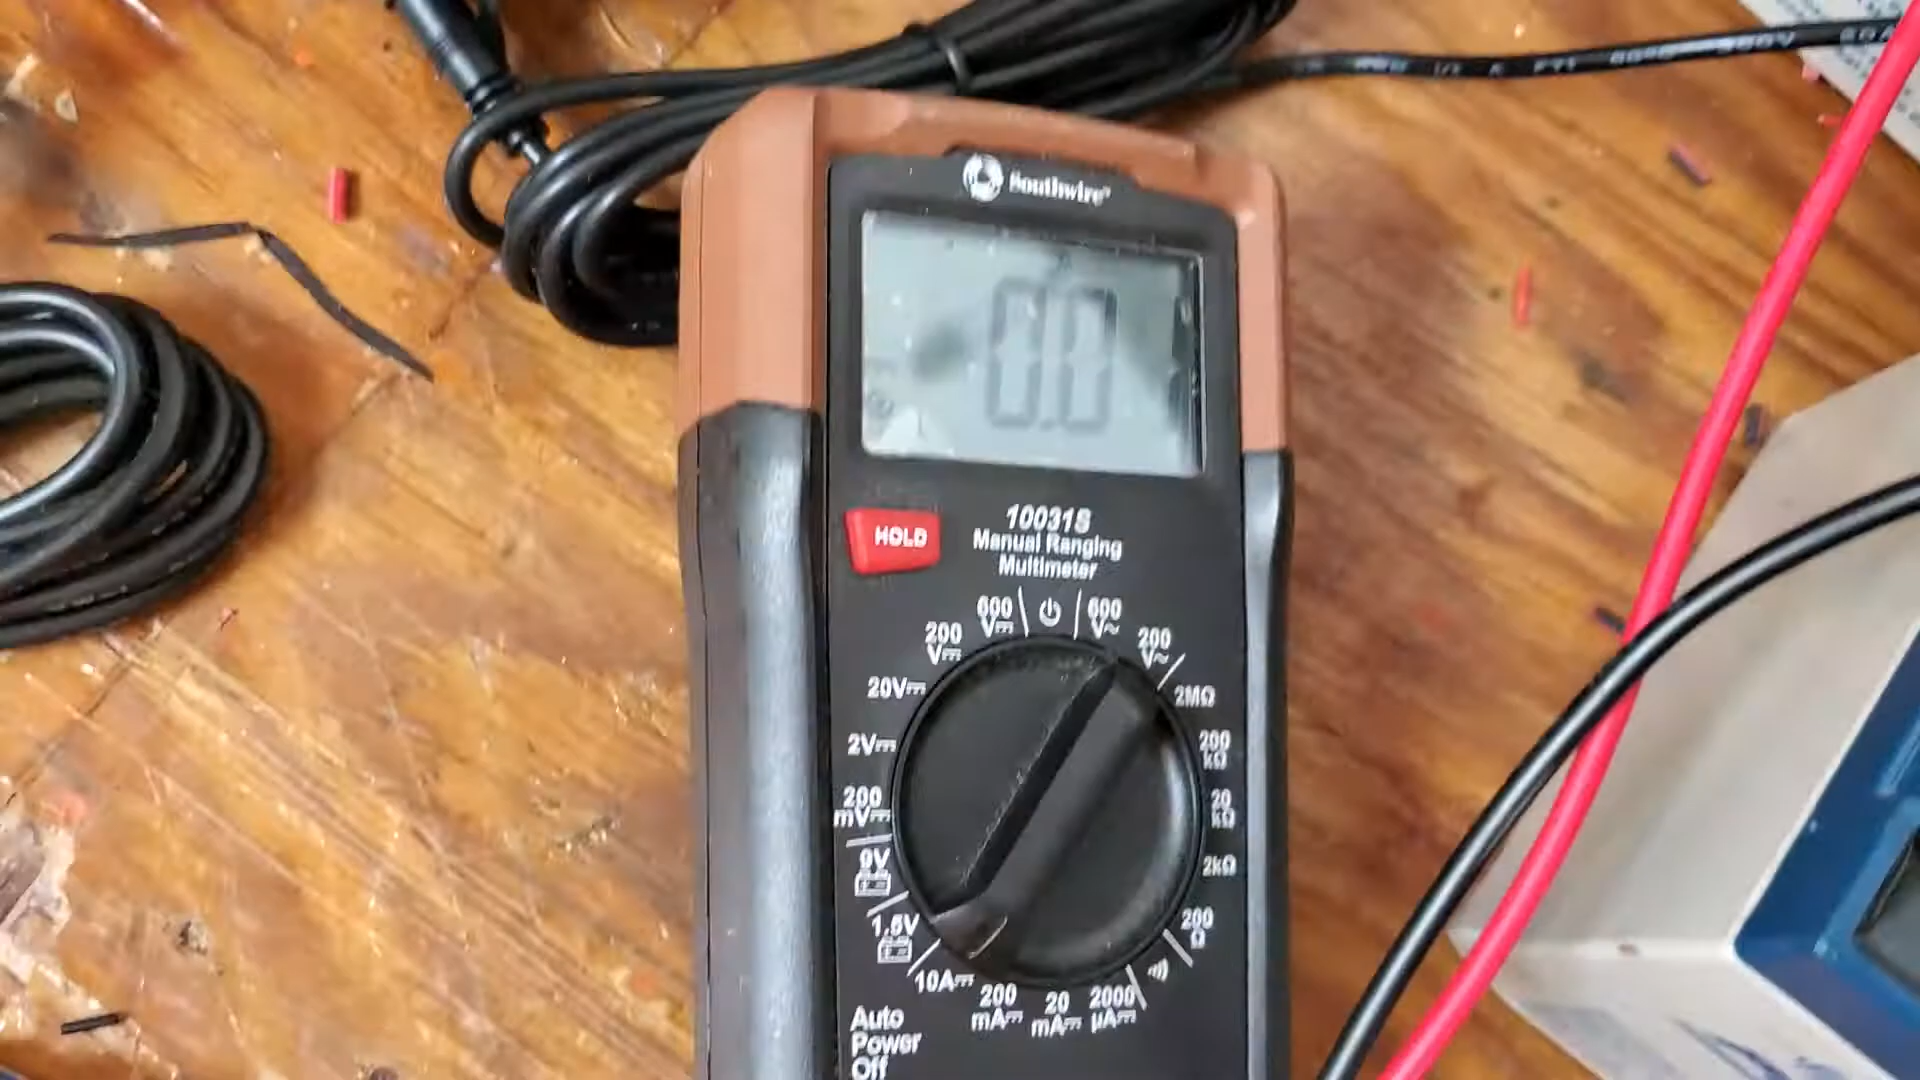 Southwire™
0.0
HOLD
10031S
Manual Ranging
Multimeter
600
V⎓
600
V~
200
V⎓
200
V~
20V⎓
2MΩ
2V⎓
200
kΩ
200
mV⎓
20
kΩ
9V
2kΩ
1.5V
200
Ω
10A⎓
200
mA⎓
20
mA⎓
2000
µA⎓
Auto
Power
Off